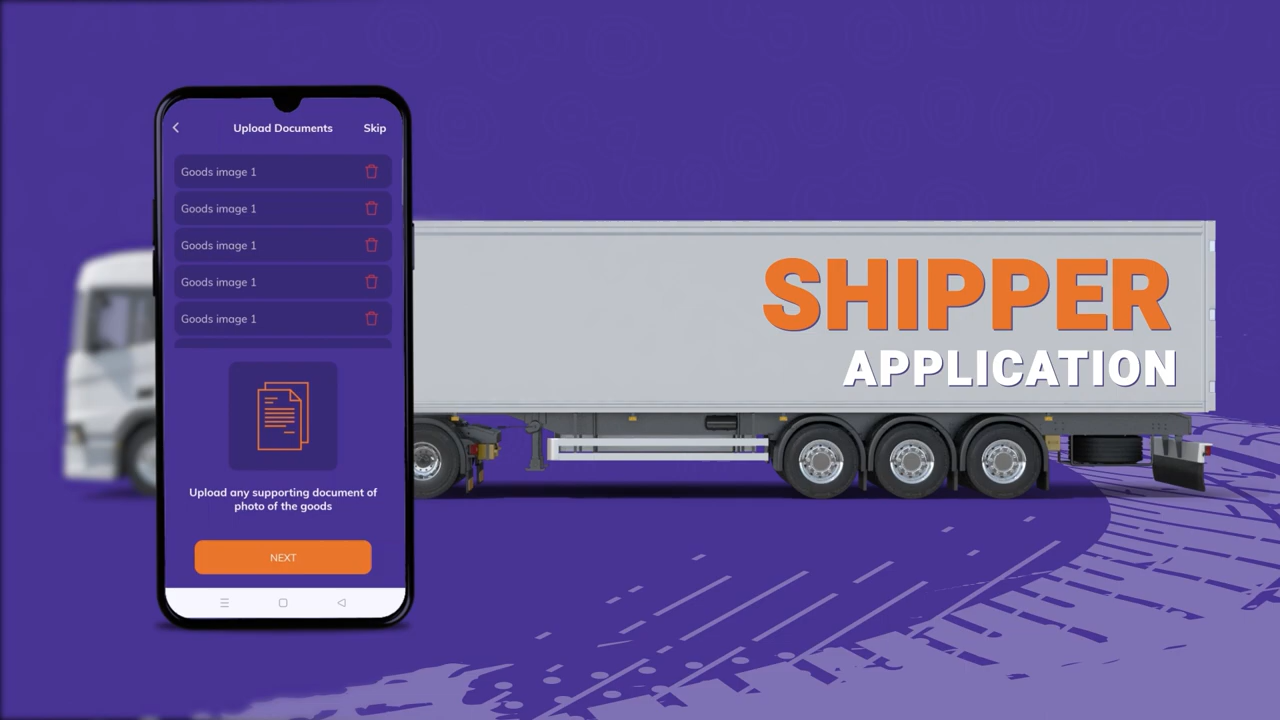 Upload Documents Skip
Goods image 1
Goods image 1
Goods image 1
Goods image 1
Goods image 1
Upload any supporting document of
photo of the goods
NEXT
SHIPPER
APPLICATION